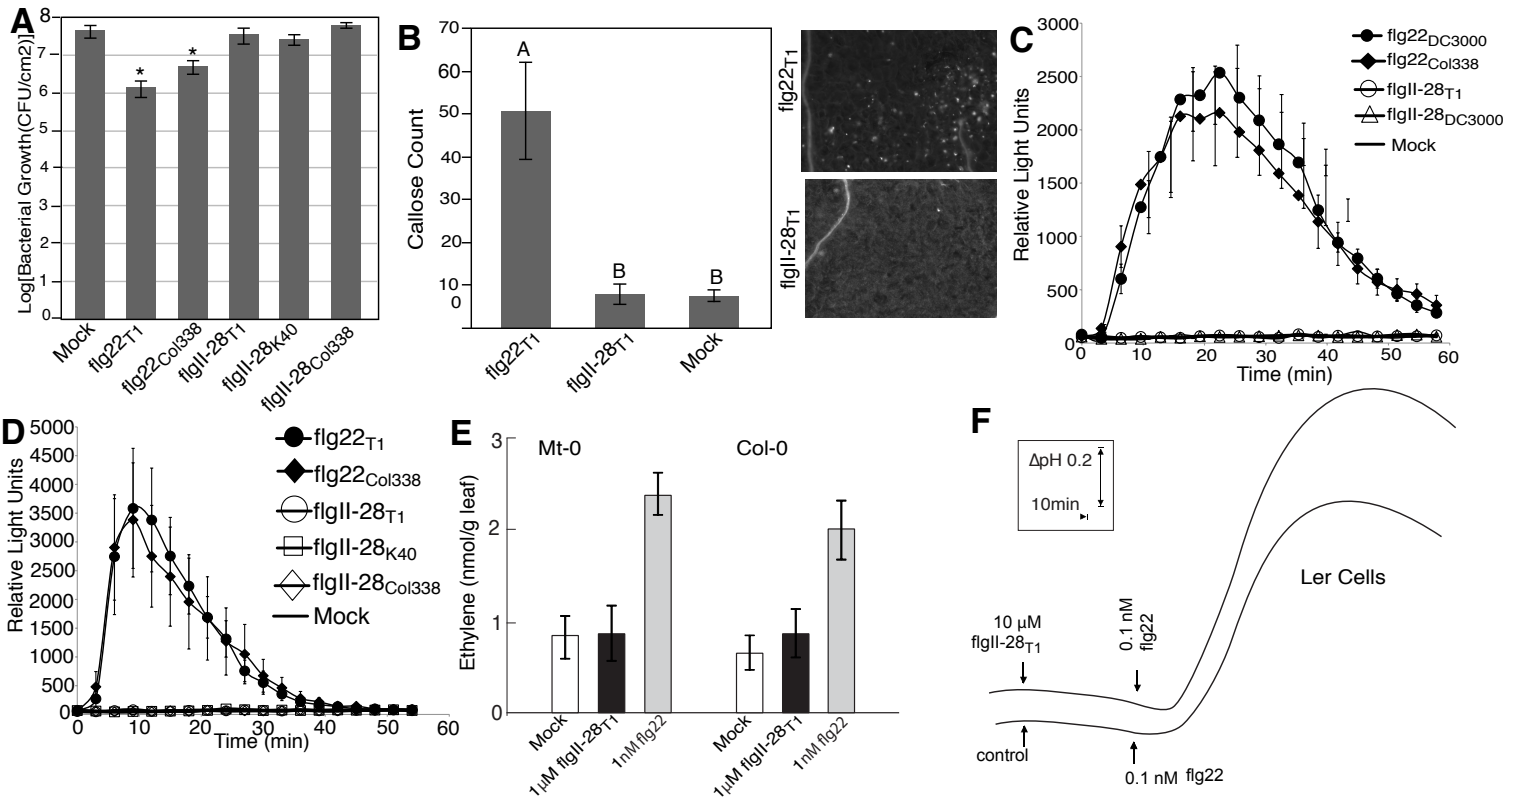 A
Log[Bacterial Growth(CFU/cm2)]
8
7
6
5
4
3
2
1
0
*
*
Mock
flg22T1
flg22Col338
flgII-28T1
flgII-28K40
flgII-28Col338
B
Callose Count
70
60
50
40
30
20
10
0
A
B
B
flg22T1
flgII-28T1
Mock
flg22T1
flgII-28T1
C
Relative Light Units
3000
2500
2000
1500
1000
500
0
0
10
20
30
40
50
60
Time (min)
flg22DC3000
flg22Col338
flgII-28T1
flgII-28DC3000
Mock
D
Relative Light Units
5000
4500
4000
3500
3000
2500
2000
1500
1000
500
0
0
10
20
30
40
60
Time (min)
flg22T1
flg22Col338
flgII-28T1
flgII-28K40
flgII-28Col338
Mock
E
Ethylene (nmol/g leaf)
3
2
1
0
Mt-0
Col-0
Mock
1µM flgII-28T1
1nM flg22
Mock
1µM flgII-28T1
1nM flg22
F
ΔpH 0.2
10min
10 µM
flgII-28T1
0.1 nM
flg22
Ler Cells
control
0.1 nM flg22